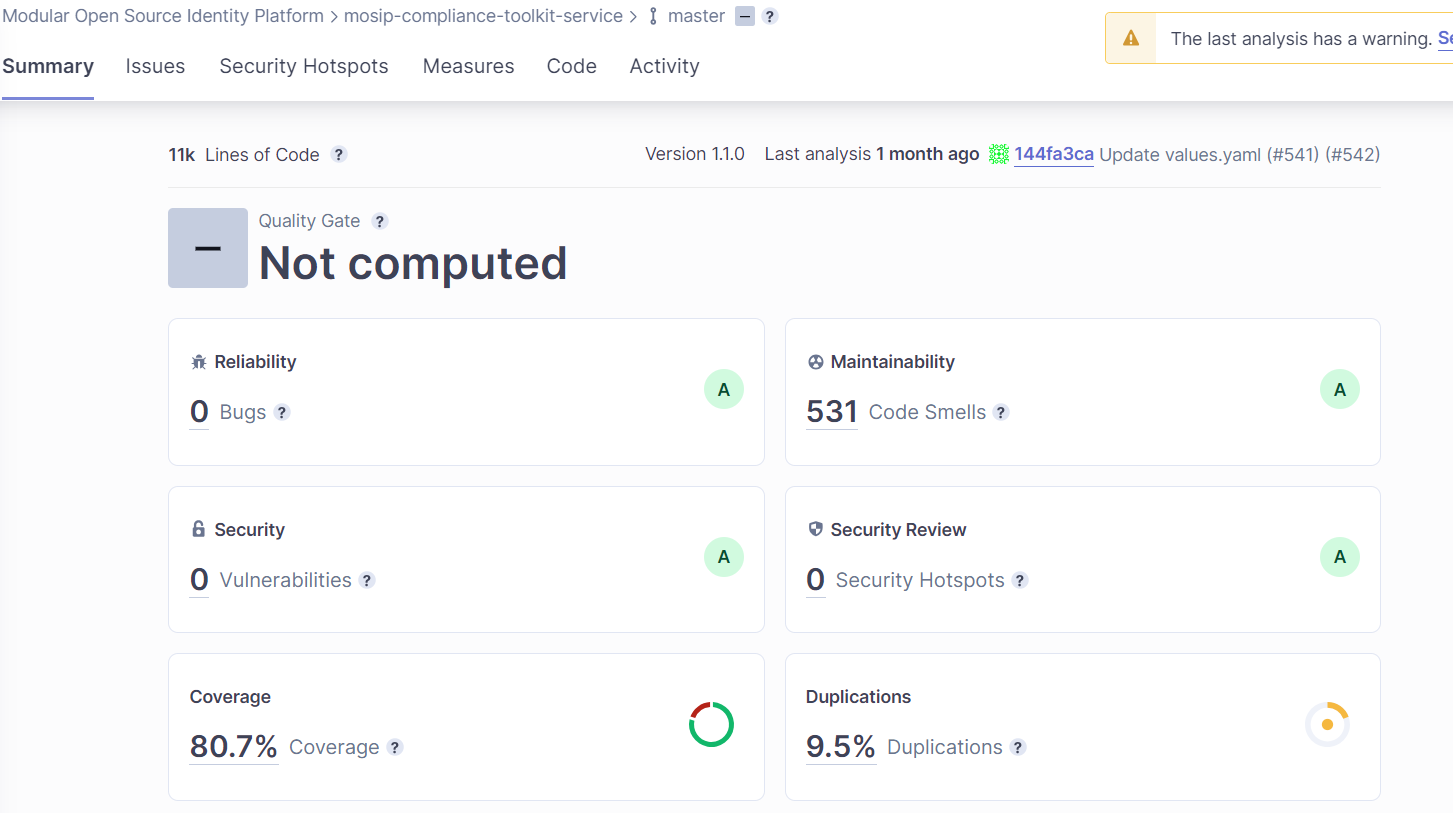 Modular Open Source Identity Platform > mosip-compliance-toolkit-service > master – ?
The last analysis has a warning. Se
Summary Issues Security Hotspots Measures Code Activity
11k Lines of Code ? Version 1.1.0 Last analysis 1 month ago 144fa3ca Update values.yaml (#541) (#542)
Quality Gate ?
Not computed
Reliability
0 Bugs ?
A
Maintainability
531 Code Smells ?
A
Security
0 Vulnerabilities ?
A
Security Review
0 Security Hotspots ?
A
Coverage
80.7% Coverage ?
Duplications
9.5% Duplications ?